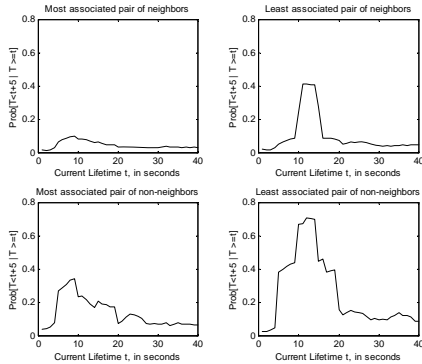 Most associated pair of neighbors
0.8
0.6
0.4
0.2
0
0 10 20 30 40
Prob[T<t+5 | T >=t]
Current Lifetime t, in seconds
Least associated pair of neighbors
0.8
0.6
0.4
0.2
0
0 10 20 30 40
Prob[T<t+5 | T >=t]
Current Lifetime t, in seconds
Most associated pair of non-neighbors
0.8
0.6
0.4
0.2
0
0 10 20 30 40
Prob[T<t+5 | T >=t]
Current Lifetime t, in seconds
Least associated pair of non-neighbors
0.8
0.6
0.4
0.2
0
0 10 20 30 40
Prob[T<t+5 | T >=t]
Current Lifetime t, in seconds